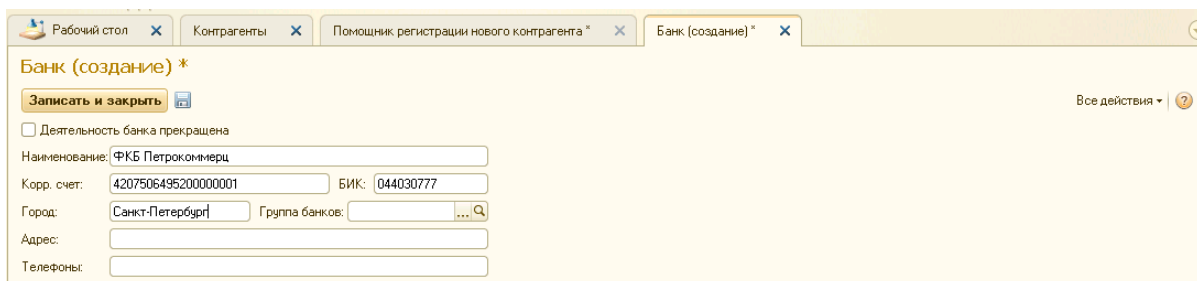 Рабочий стол Контрагенты Помощник регистрации нового контрагента * Банк (создание) *
Банк (создание) *
Записать и закрыть Все действия
Деятельность банка прекращена
Наименование: ФКБ Петрокоммерц
Корр. счет: 4207506495200000001 БИК: 044030777
Город: Санкт-Петербург Группа банков: ...
Адрес:
Телефоны: